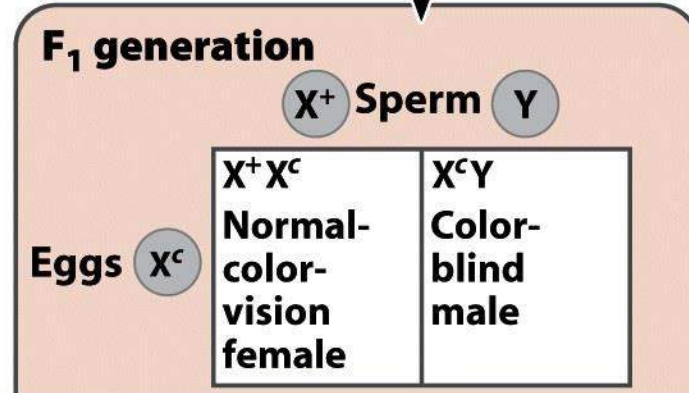 F₁ generation
X⁺ Sperm Y
Eggs Xᶜ
X⁺Xᶜ
Normal-
color-
vision
female
XᶜY
Color-
blind
male